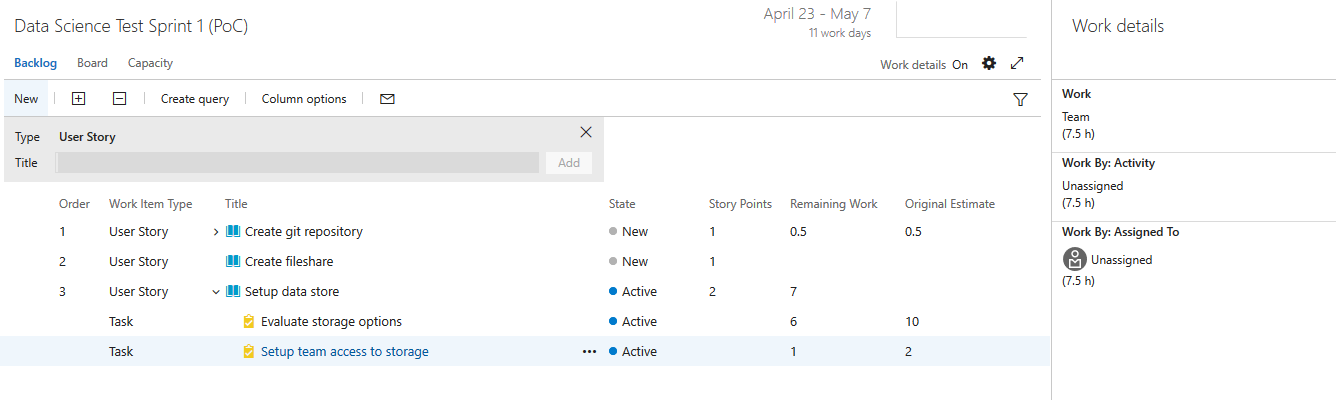 Data Science Test Sprint 1 (PoC)
April 23 - May 7
11 work days
Work details
Backlog Board Capacity
Work details On
New Create query Column options
Type User Story
Title Add
Order Work Item Type Title State Story Points Remaining Work Original Estimate
1 User Story Create git repository New 1 0.5 0.5
2 User Story Create fileshare New 1
3 User Story Setup data store Active 2 7
Task Evaluate storage options Active 6 10
Task Setup team access to storage ... Active 1 2
Work
Team
(7.5 h)
Work By: Activity
Unassigned
(7.5 h)
Work By: Assigned To
Unassigned
(7.5 h)